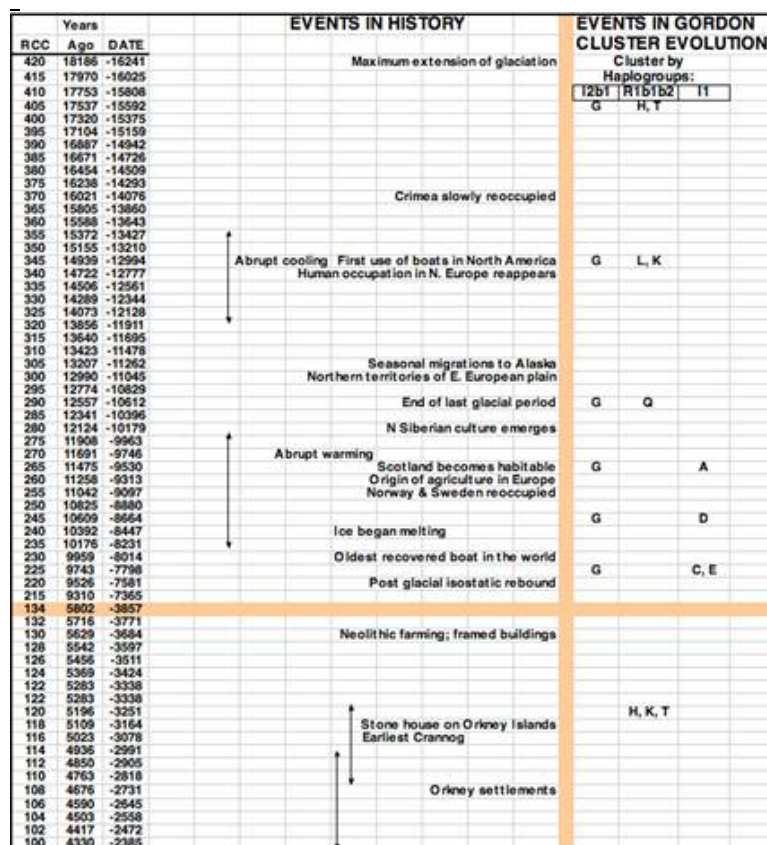 Years EVENTS IN HISTORY EVENTS IN GORDON
RCC Ago DATE CLUSTER EVOLUTION
420 18186 -16241 Maximum extension of glaciation Cluster by
415 17970 -16025 Haplogroups:
410 17753 -15808 I2b1 R1b1b2 I1
405 17537 -15592 G H, T
400 17320 -15375
395 17104 -15159
390 16887 -14942
385 16671 -14726
380 16454 -14509
375 16238 -14293
370 16021 -14076 Crimea slowly reoccupied
365 15805 -13860
360 15588 -13643
355 15372 -13427
350 15155 -13210
345 14939 -12994 Abrupt cooling First use of boats in North America G L, K
340 14722 -12777 Human occupation in N. Europe reappears
335 14506 -12561
330 14289 -12344
325 14073 -12128
320 13856 -11911
315 13640 -11695
310 13423 -11478
305 13207 -11262 Seasonal migrations to Alaska
300 12990 -11045 Northern territories of E. European plain
295 12774 -10829
290 12557 -10612 End of last glacial period G Q
285 12341 -10396
280 12124 -10179 N Siberian culture emerges
275 11908 -9963
270 11691 -9746 Abrupt warming
265 11475 -9530 Scotland becomes habitable G A
260 11258 -9313 Origin of agriculture in Europe
255 11042 -9097 Norway & Sweden reoccupied
250 10825 -8880
245 10609 -8664 G D
240 10392 -8447 Ice began melting
235 10176 -8231
230 9959 -8014 Oldest recovered boat in the world
225 9743 -7798 G C, E
220 9526 -7581 Post glacial isostatic rebound
215 9310 -7365
134 5802 -3857
132 5716 -3771
130 5629 -3684 Neolithic farming; framed buildings
128 5542 -3597
126 5456 -3511
124 5369 -3424
122 5283 -3338
122 5283 -3338
120 5196 -3251 H, K, T
118 5109 -3164 Stone house on Orkney Islands
116 5023 -3078 Earliest Crannog
114 4936 -2991
112 4850 -2905
110 4763 -2818
108 4676 -2731 Orkney settlements
106 4590 -2645
104 4503 -2558
102 4417 -2472
100 4330 -2385